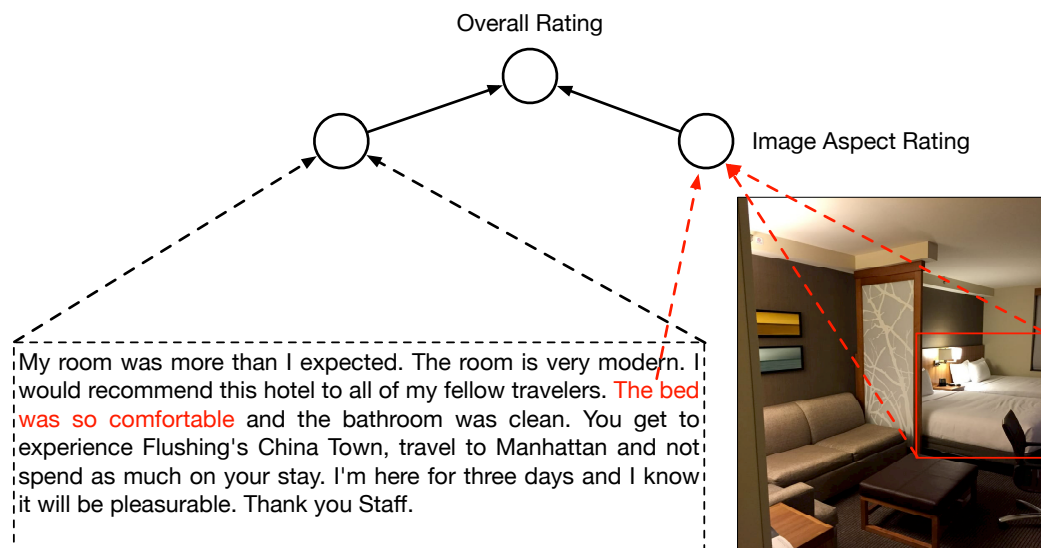 Overall Rating
Image Aspect Rating
My room was more than I expected. The room is very modern. I
would recommend this hotel to all of my fellow travelers. The bed
was so comfortable and the bathroom was clean. You get to
experience Flushing's China Town, travel to Manhattan and not
spend as much on your stay. I'm here for three days and I know
it will be pleasurable. Thank you Staff.